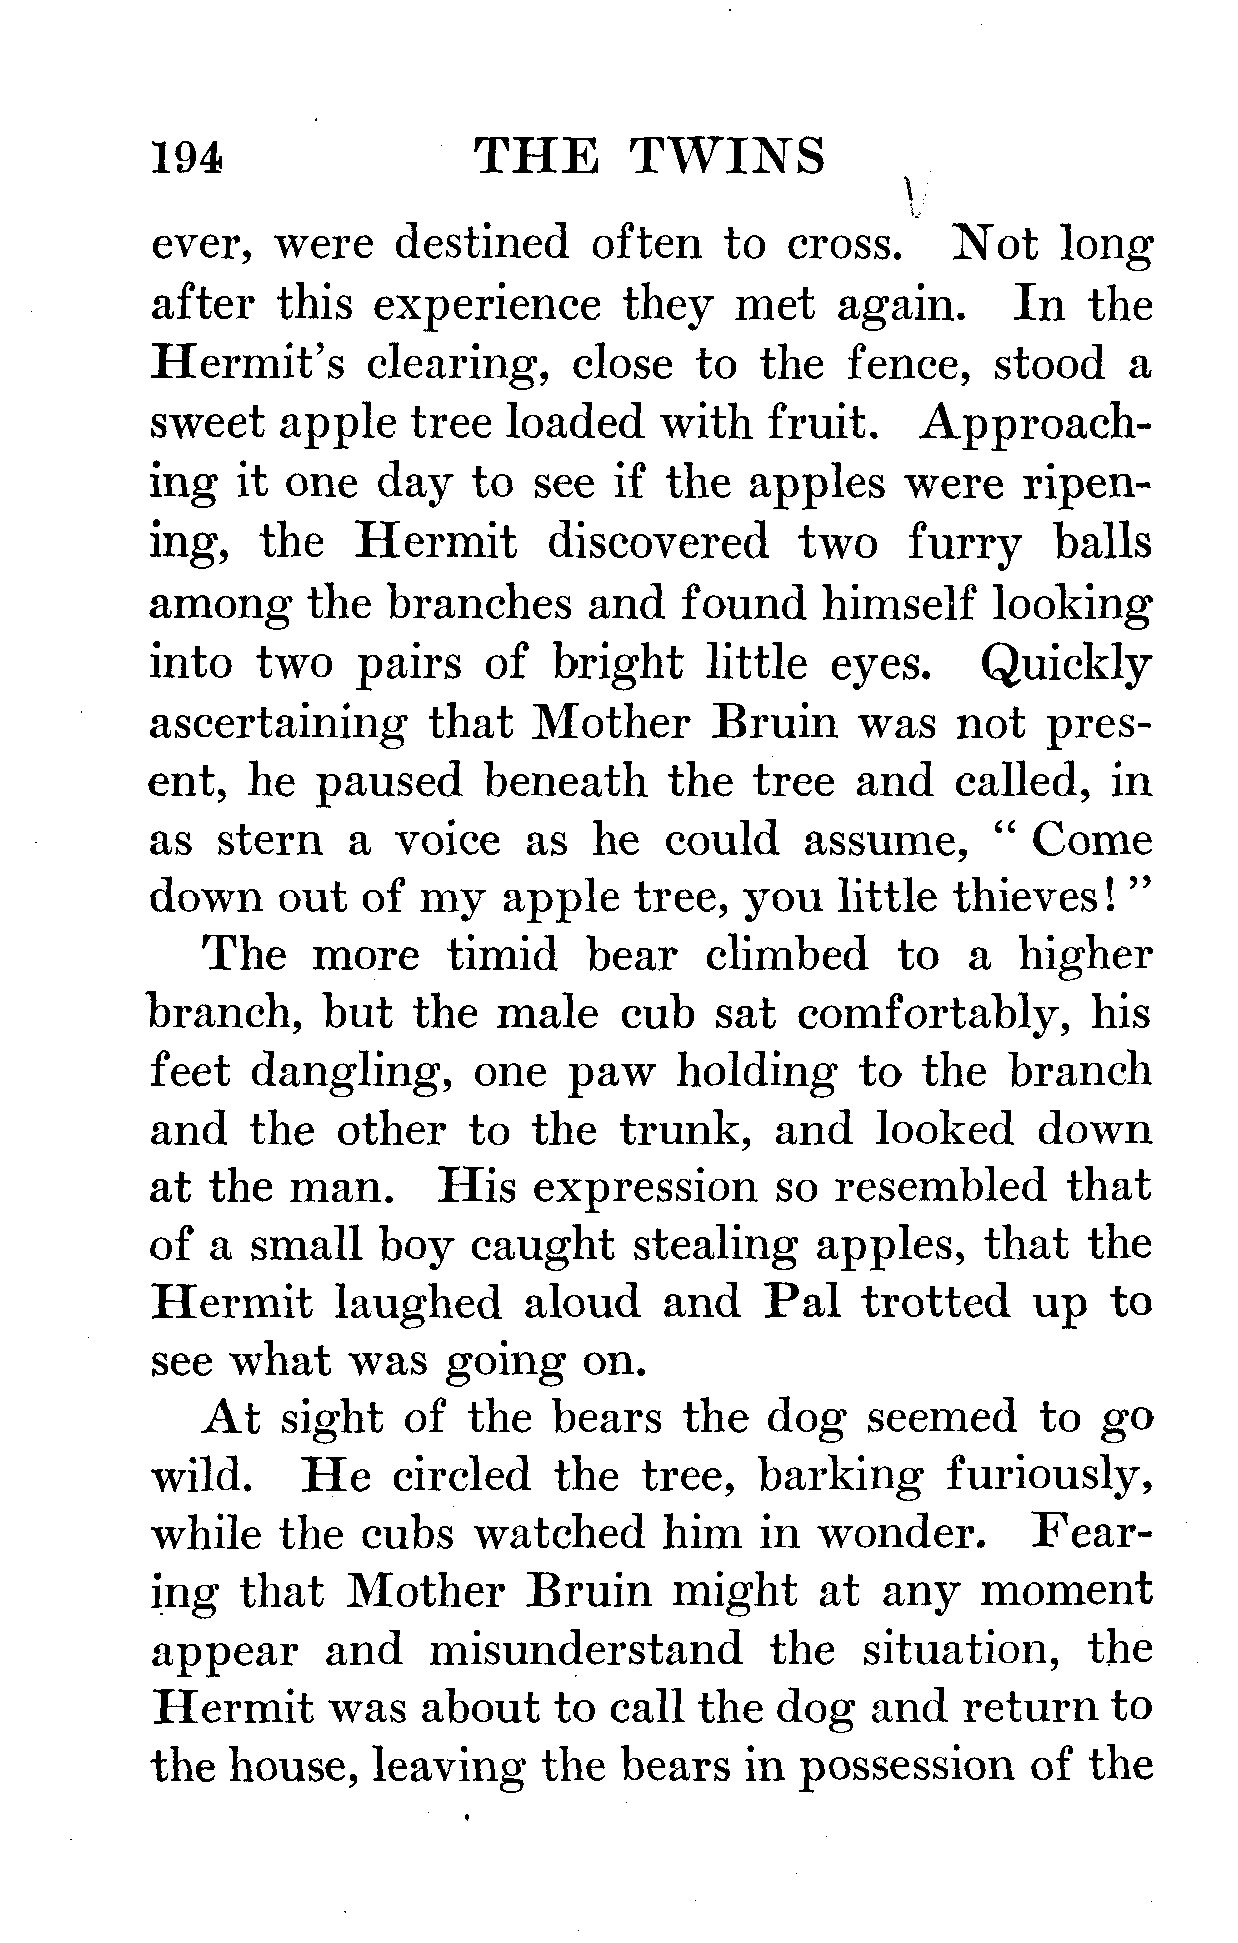 194 THE TWINS
ever, were destined often to cross. Not long
after this experience they met again. In the
Hermit's clearing, close to the fence, stood a
sweet apple tree loaded with fruit. Approach-
ing it one day to see if the apples were ripen-
ing, the Hermit discovered two furry balls
among the branches and found himself looking
into two pairs of bright little eyes. Quickly
ascertaining that Mother Bruin was not pres-
ent, he paused beneath the tree and called, in
as stern a voice as he could assume, “ Come
down out of my apple tree, you little thieves! ”
The more timid bear climbed to a higher
branch, but the male cub sat comfortably, his
feet dangling, one paw holding to the branch
and the other to the trunk, and looked down
at the man. His expression so resembled that
of a small boy caught stealing apples, that the
Hermit laughed aloud and Pal trotted up to
see what was going on.
At sight of the bears the dog seemed to go
wild. He circled the tree, barking furiously,
while the cubs watched him in wonder. Fear-
ing that Mother Bruin might at any moment
appear and misunderstand the situation, the
Hermit was about to call the dog and return to
the house, leaving the bears in possession of the